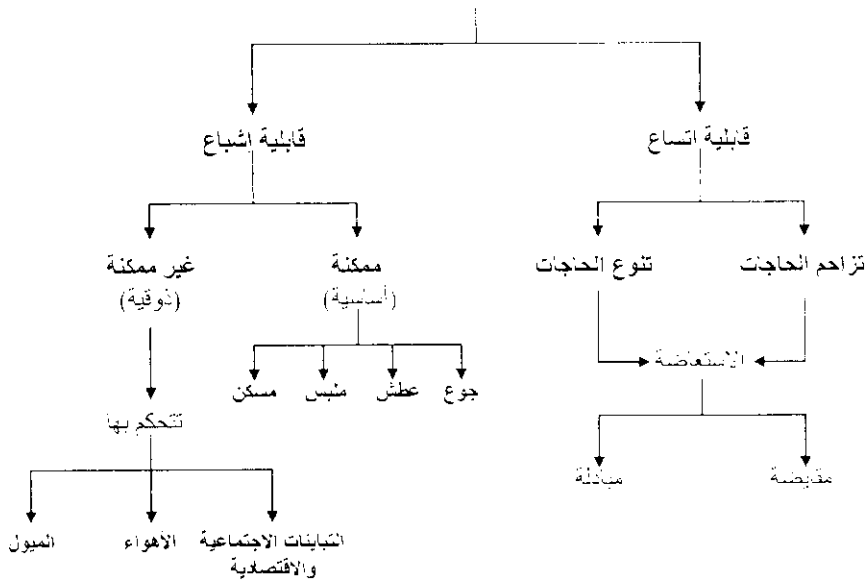 قابلية اتساع
قابلية إشباع
تزاحم الحاجات
تنوع الحاجات
ممكنة
(أساسية)
غير ممكنة
(ذوقية)
الاستعاضة
جوع
عطش
ملبس
مسكن
تتحكم بها
مقايضة
مبادلة
التباينات الاجتماعية
والاقتصادية
الأهواء
الميول